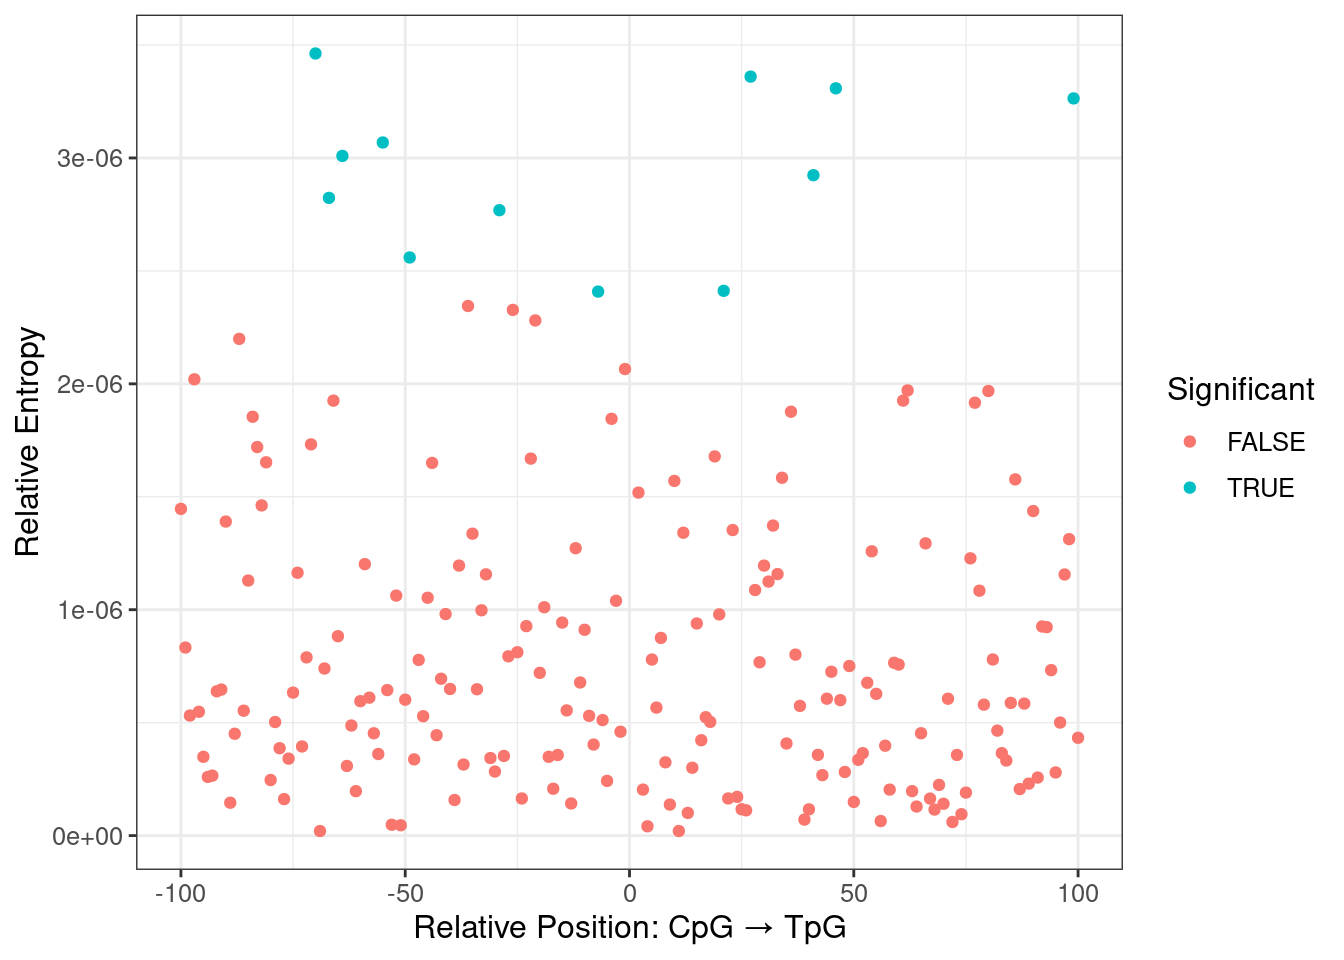 3e-06
2e-06
1e-06
0e+00
-100
-50
0
50
100
Relative Entropy
Relative Position: CpG → TpG
Significant
FALSE
TRUE